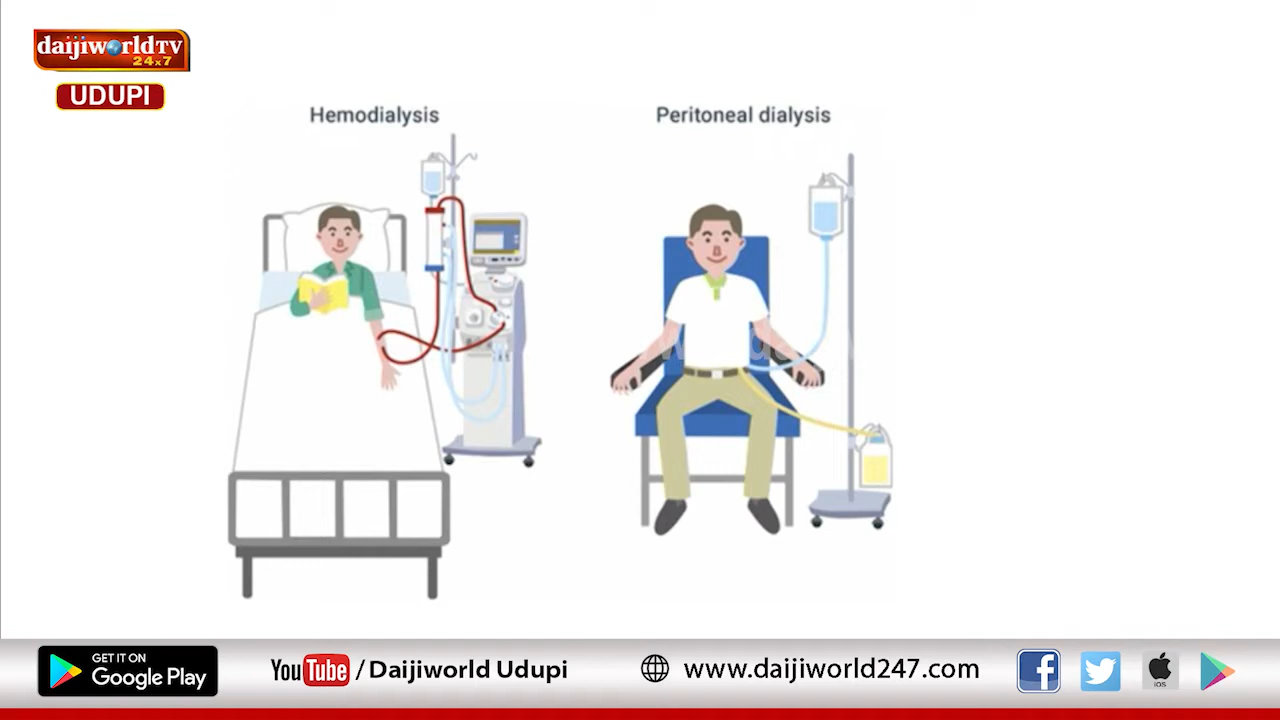 daijiworldTV
24x7
UDUPI
Hemodialysis
Peritoneal dialysis
GET IT ON
Google Play
YouTube / Daijiworld Udupi
www.daijiworld247.com
iOS